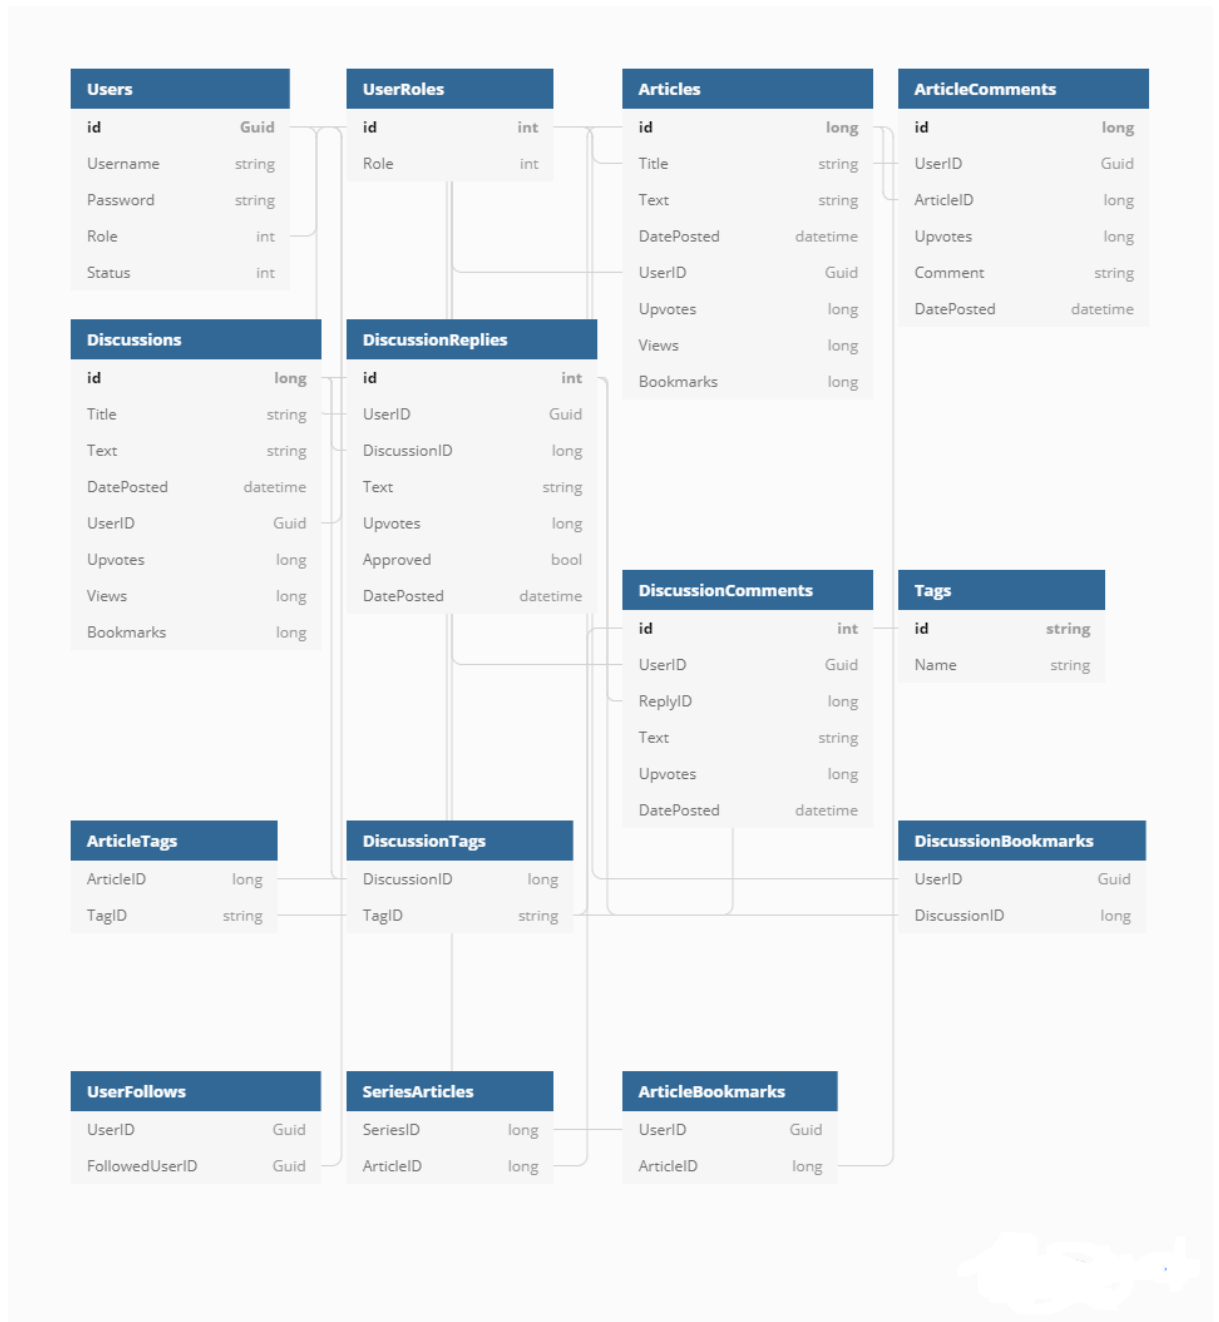 Users
id Guid
Username string
Password string
Role int
Status int
UserRoles
id int
Role int
Articles
id long
Title string
Text string
DatePosted datetime
UserID Guid
Upvotes long
Views long
Bookmarks long
ArticleComments
id long
UserID Guid
ArticleID long
Upvotes long
Comment string
DatePosted datetime
Discussions
id long
Title string
Text string
DatePosted datetime
UserID Guid
Upvotes long
Views long
Bookmarks long
DiscussionReplies
id int
UserID Guid
DiscussionID long
Text string
Upvotes long
Approved bool
DatePosted datetime
DiscussionComments
id int
UserID Guid
ReplyID long
Text string
Upvotes long
DatePosted datetime
Tags
id string
Name string
ArticleTags
ArticleID long
TagID string
DiscussionTags
DiscussionID long
TagID string
DiscussionBookmarks
UserID Guid
DiscussionID long
UserFollows
UserID Guid
FollowedUserID Guid
SeriesArticles
SeriesID long
ArticleID long
ArticleBookmarks
UserID Guid
ArticleID long